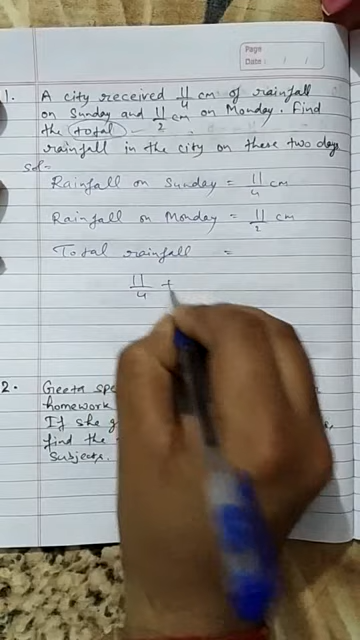 Page
Date : / /
1. A city received 11/4 cm of rainfall
on Sunday and 11/2 cm on Monday. Find
the total
rainfall in the city on these two days
Sol=
Rainfall on Sunday = 11/4 cm
Rainfall on Monday = 11/2 cm
Total rainfall =
11/4 +
2. Geeta
homework
If she
find the
subjects.